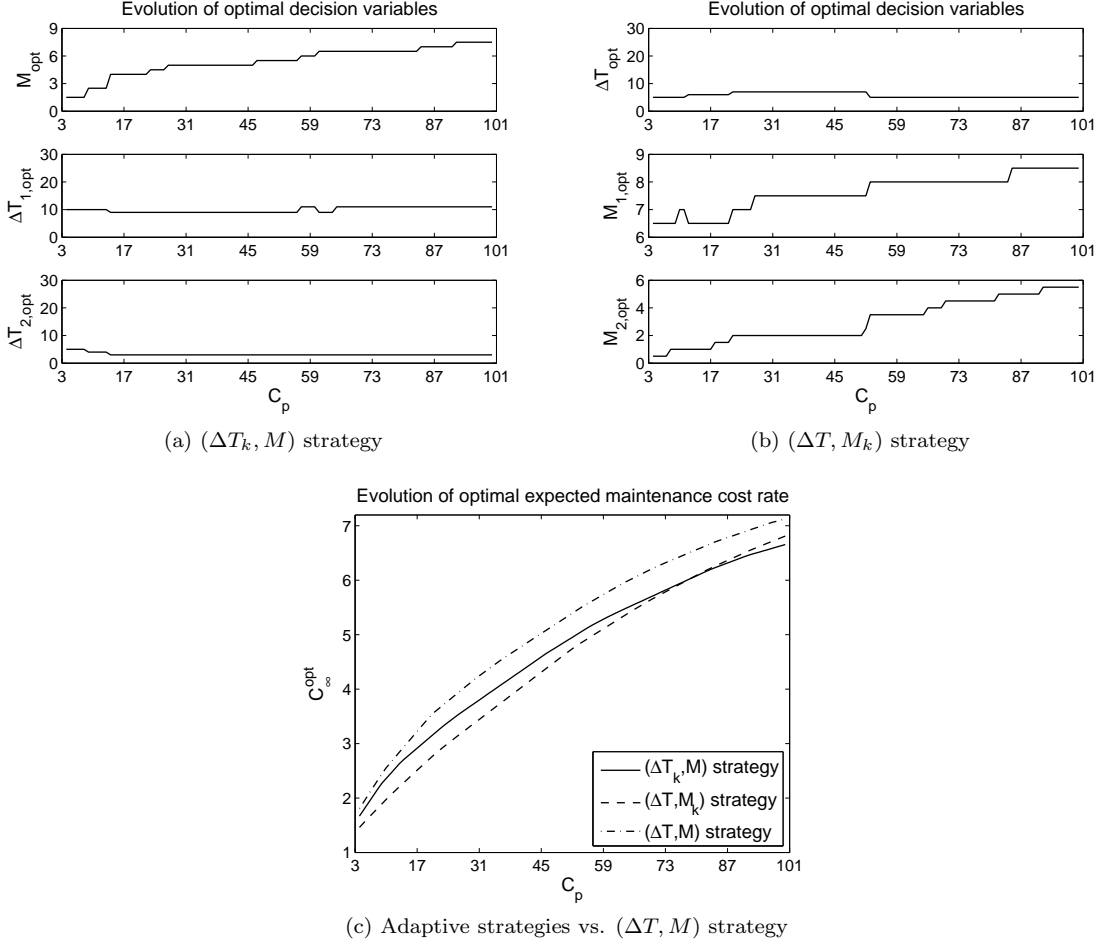 Evolution of optimal decision variables
M_opt
9
6
3
0
3 17 31 45 59 73 87 101
ΔT_1,opt
30
20
10
0
3 17 31 45 59 73 87 101
ΔT_2,opt
30
20
10
0
3 17 31 45 59 73 87 101
C_p
(a) (ΔT_k, M) strategy
Evolution of optimal decision variables
ΔT_opt
30
20
10
0
3 17 31 45 59 73 87 101
M_1,opt
9
8
7
6
3 17 31 45 59 73 87 101
M_2,opt
6
4
2
0
3 17 31 45 59 73 87 101
C_p
(b) (ΔT, M_k) strategy
Evolution of optimal expected maintenance cost rate
C_∞^opt
7
6
5
4
3
2
1
3 17 31 45 59 73 87 101
C_p
(ΔT_k,M) strategy
(ΔT,M_k) strategy
(ΔT,M) strategy
(c) Adaptive strategies vs. (ΔT, M) strategy